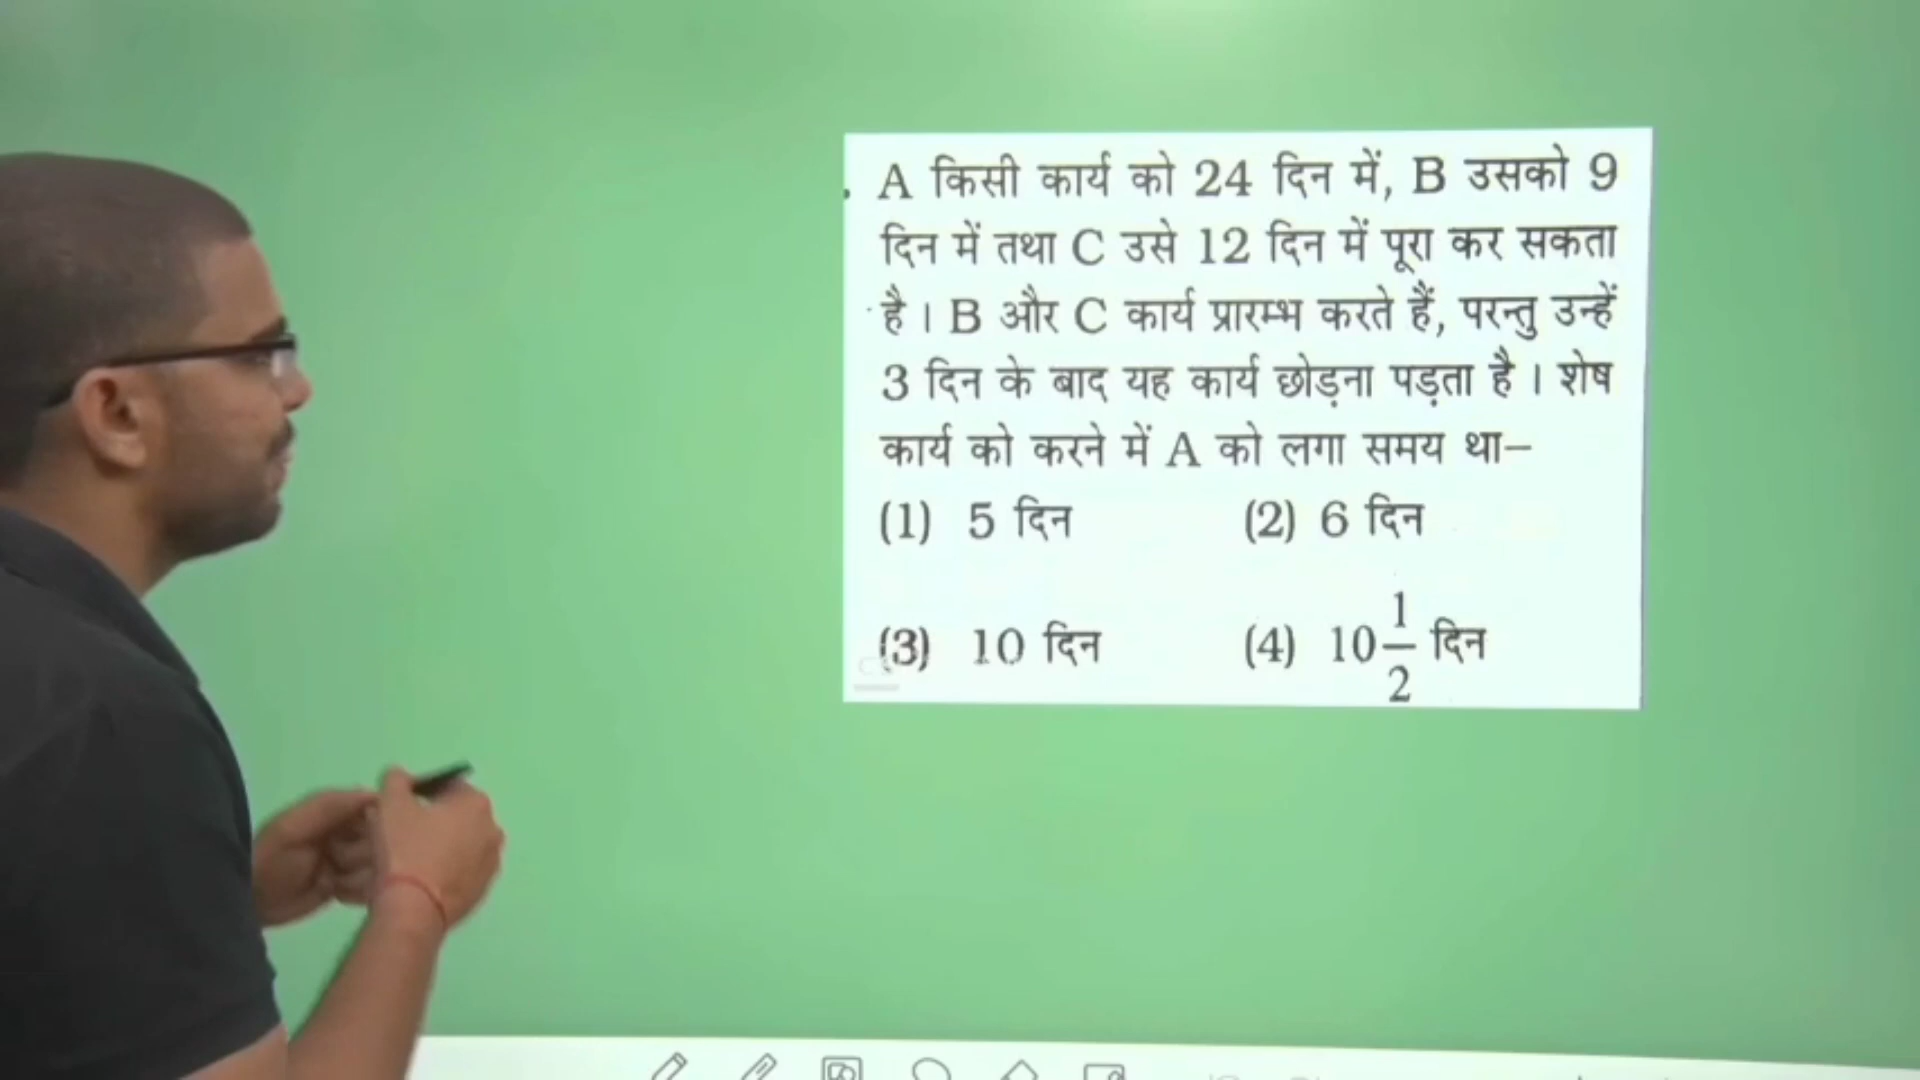 A किसी कार्य को 24 दिन में, B उसको 9
दिन में तथा C उसे 12 दिन में पूरा कर सकता
है। B और C कार्य प्रारम्भ करते हैं, परन्तु उन्हें
3 दिन के बाद यह कार्य छोड़ना पड़ता है। शेष
कार्य को करने में A को लगा समय था–
(1) 5 दिन (2) 6 दिन
(3) 10 दिन (4) 10 1/2 दिन